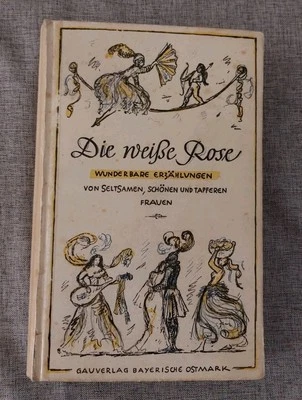 Die weiße Rose
WUNDERBARE ERZÄHLUNGEN
VON SELTSAMEN, SCHÖNEN UND TAPFEREN
FRAUEN
GAUVERLAG BAYERISCHE OSTMARK